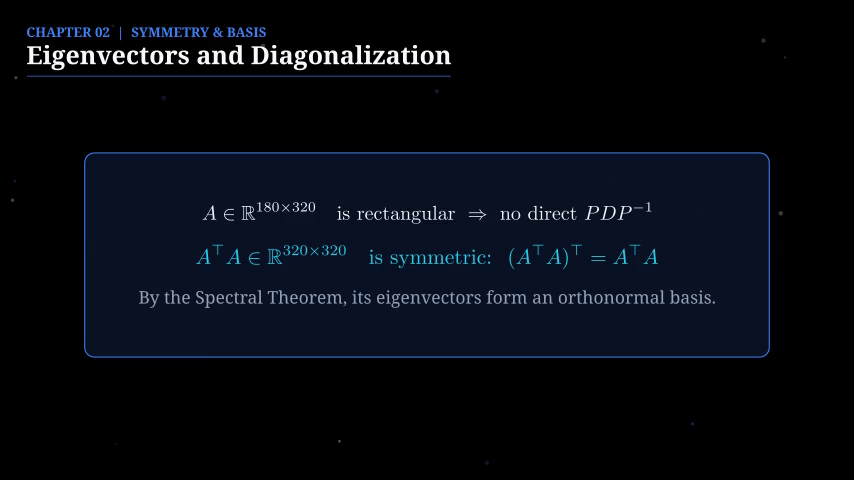 CHAPTER 02 | SYMMETRY & BASIS
Eigenvectors and Diagonalization
A ∈ ℝ^{180×320} is rectangular ⇒ no direct PDP^{−1}
A^⊤A ∈ ℝ^{320×320} is symmetric: (A^⊤A)^⊤ = A^⊤A
By the Spectral Theorem, its eigenvectors form an orthonormal basis.